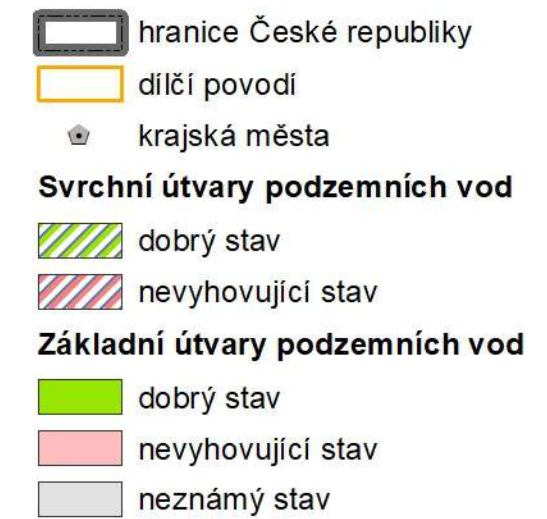 hranice České republiky
dílčí povodí
krajská města
Svrchní útvary podzemních vod
dobrý stav
nevyhovující stav
Základní útvary podzemních vod
dobrý stav
nevyhovující stav
neznámý stav